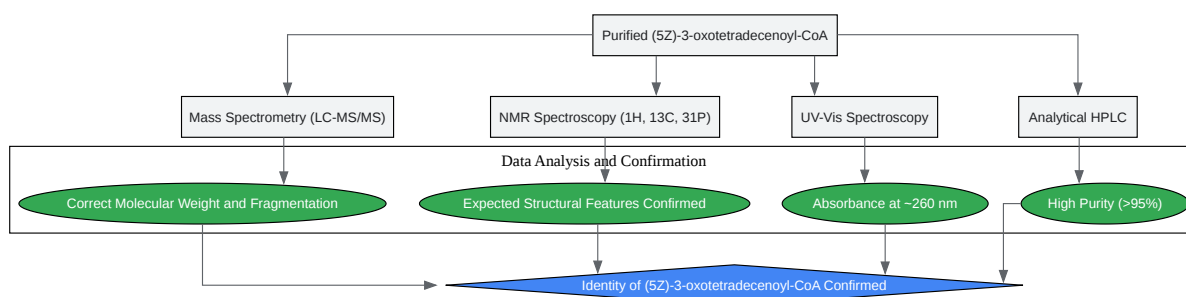 Purified (5Z)-3-oxotetradecenoyl-CoA
Mass Spectrometry (LC-MS/MS)
NMR Spectroscopy (1H, 13C, 31P)
UV-Vis Spectroscopy
Analytical HPLC
Data Analysis and Confirmation
Correct Molecular Weight and Fragmentation
Expected Structural Features Confirmed
Absorbance at ~260 nm
High Purity (>95%)
Identity of (5Z)-3-oxotetradecenoyl-CoA Confirmed